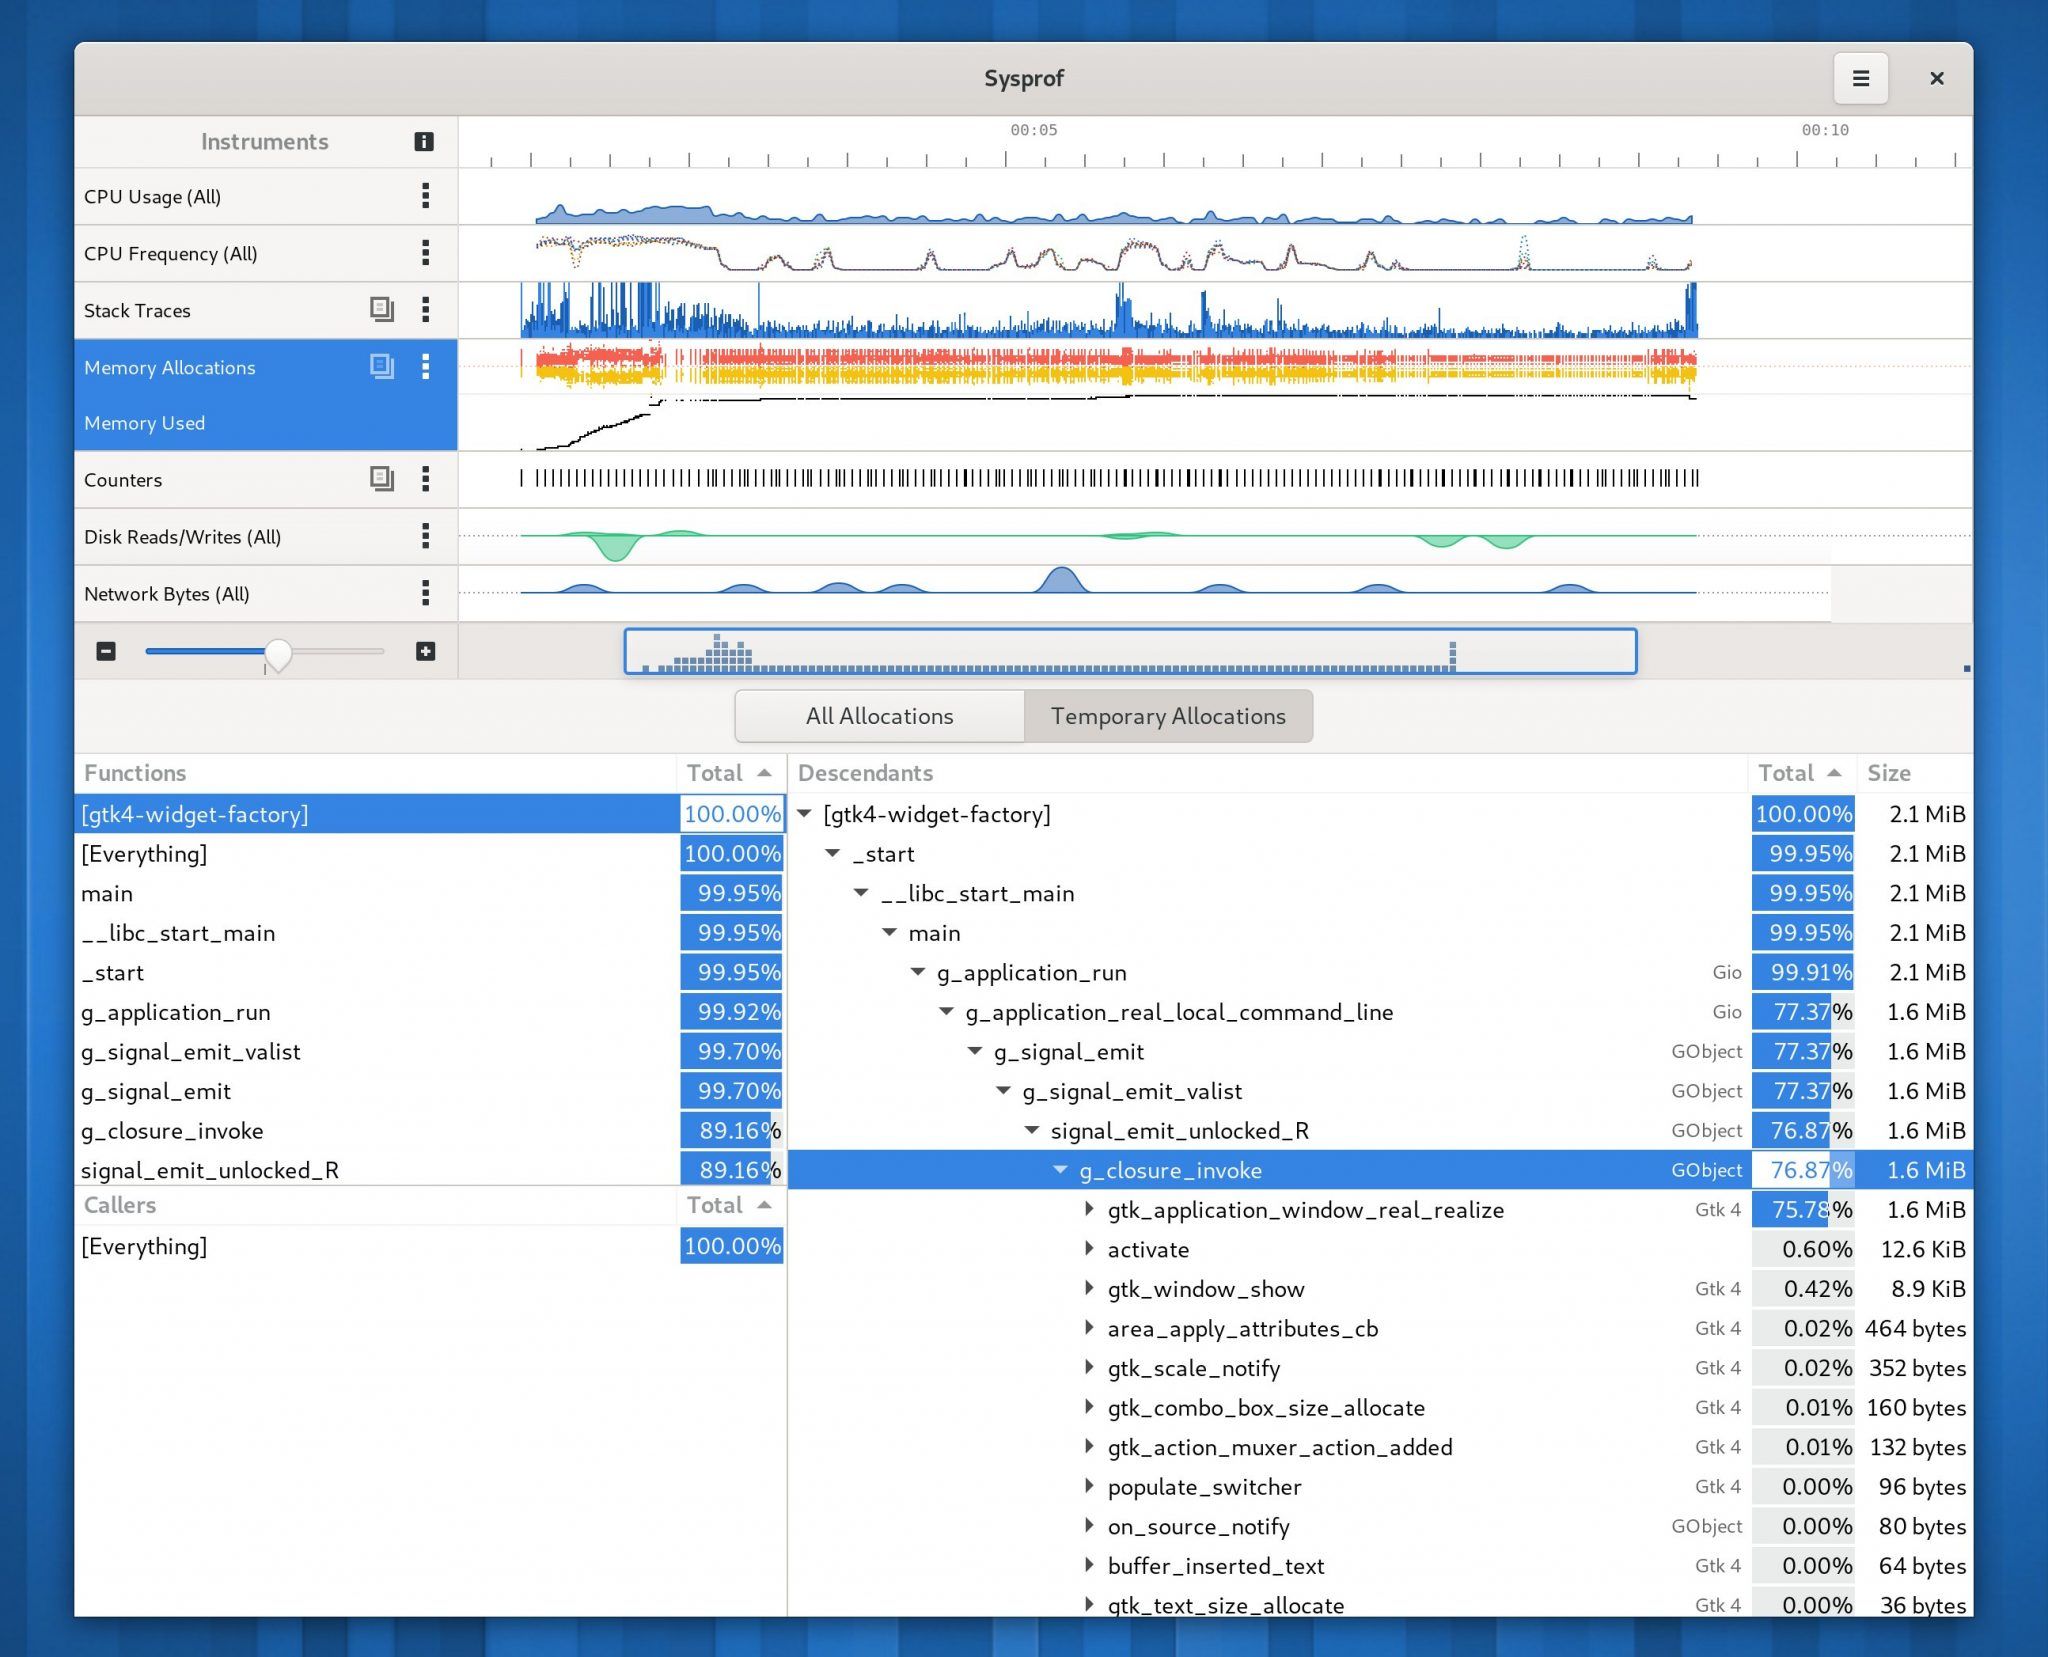 Sysprof
Instruments
00:05 00:10
CPU Usage (All)
CPU Frequency (All)
Stack Traces
Memory Allocations
Memory Used
Counters
Disk Reads/Writes (All)
Network Bytes (All)
All Allocations Temporary Allocations
Functions Total
[gtk4-widget-factory] 100.00%
[Everything] 100.00%
main 99.95%
__libc_start_main 99.95%
_start 99.95%
g_application_run 99.92%
g_signal_emit_valist 99.70%
g_signal_emit 99.70%
g_closure_invoke 89.16%
signal_emit_unlocked_R 89.16%
Callers Total
[Everything] 100.00%
Descendants Total Size
[gtk4-widget-factory] 100.00% 2.1 MiB
_start 99.95% 2.1 MiB
__libc_start_main 99.95% 2.1 MiB
main 99.95% 2.1 MiB
g_application_run Gio 99.91% 2.1 MiB
g_application_real_local_command_line Gio 77.37% 1.6 MiB
g_signal_emit GObject 77.37% 1.6 MiB
g_signal_emit_valist GObject 77.37% 1.6 MiB
signal_emit_unlocked_R GObject 76.87% 1.6 MiB
g_closure_invoke GObject 76.87% 1.6 MiB
gtk_application_window_real_realize Gtk 4 75.78% 1.6 MiB
activate 0.60% 12.6 KiB
gtk_window_show Gtk 4 0.42% 8.9 KiB
area_apply_attributes_cb Gtk 4 0.02% 464 bytes
gtk_scale_notify Gtk 4 0.02% 352 bytes
gtk_combo_box_size_allocate Gtk 4 0.01% 160 bytes
gtk_action_muxer_action_added Gtk 4 0.01% 132 bytes
populate_switcher Gtk 4 0.00% 96 bytes
on_source_notify GObject 0.00% 80 bytes
buffer_inserted_text Gtk 4 0.00% 64 bytes
gtk_text_size_allocate Gtk 4 0.00% 36 bytes